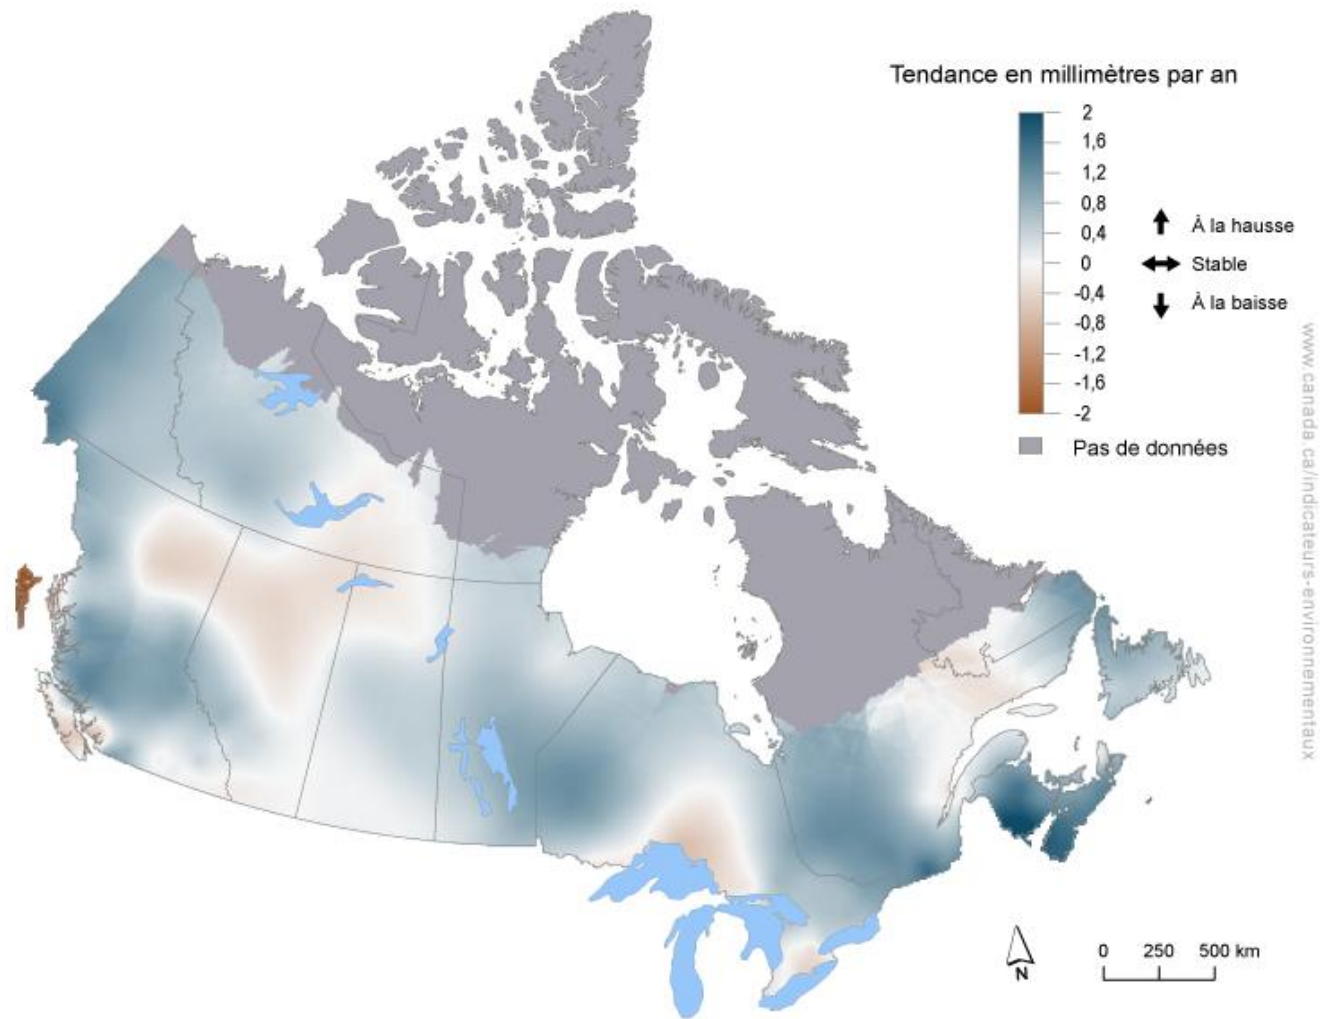 Tendance en millimètres par an
2
1,6
1,2
0,8
0,4
0
-0,4
-0,8
-1,2
-1,6
-2
À la hausse
Stable
À la baisse
Pas de données
www.canada.ca/indicateurs-environnementaux
N
0 250 500 km